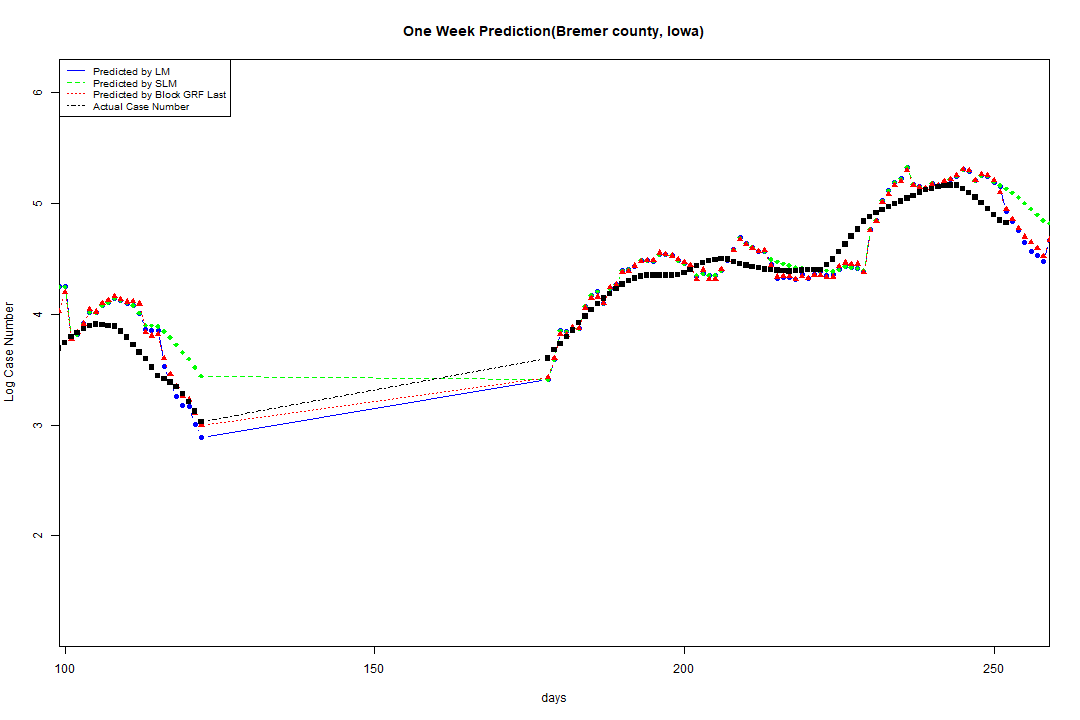 One Week Prediction(Bremer county, Iowa)
Predicted by LM
Predicted by SLM
Predicted by Block GRF Last
Actual Case Number
6
5
4
3
2
Log Case Number
100 150 200 250
days